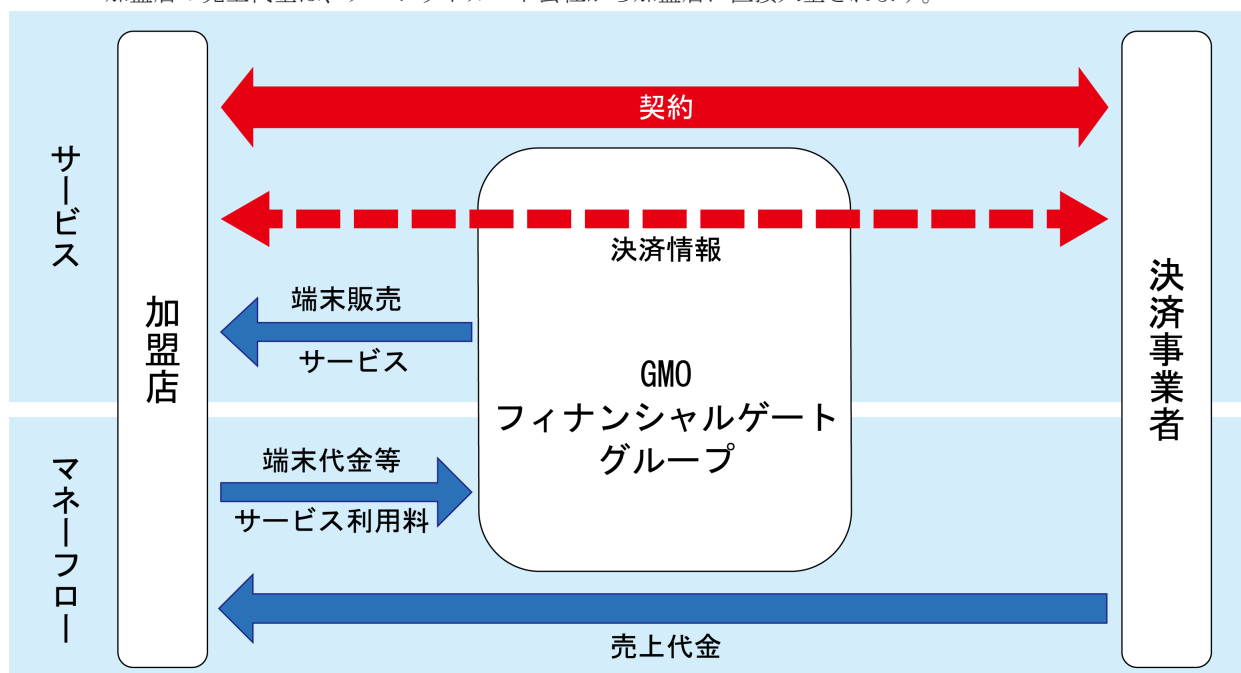 契約
サービス
決済情報
端末販売
サービス
加盟店
GMO
フィナンシャルゲート
グループ
決済事業者
マネーフロー
端末代金等
サービス利用料
売上代金